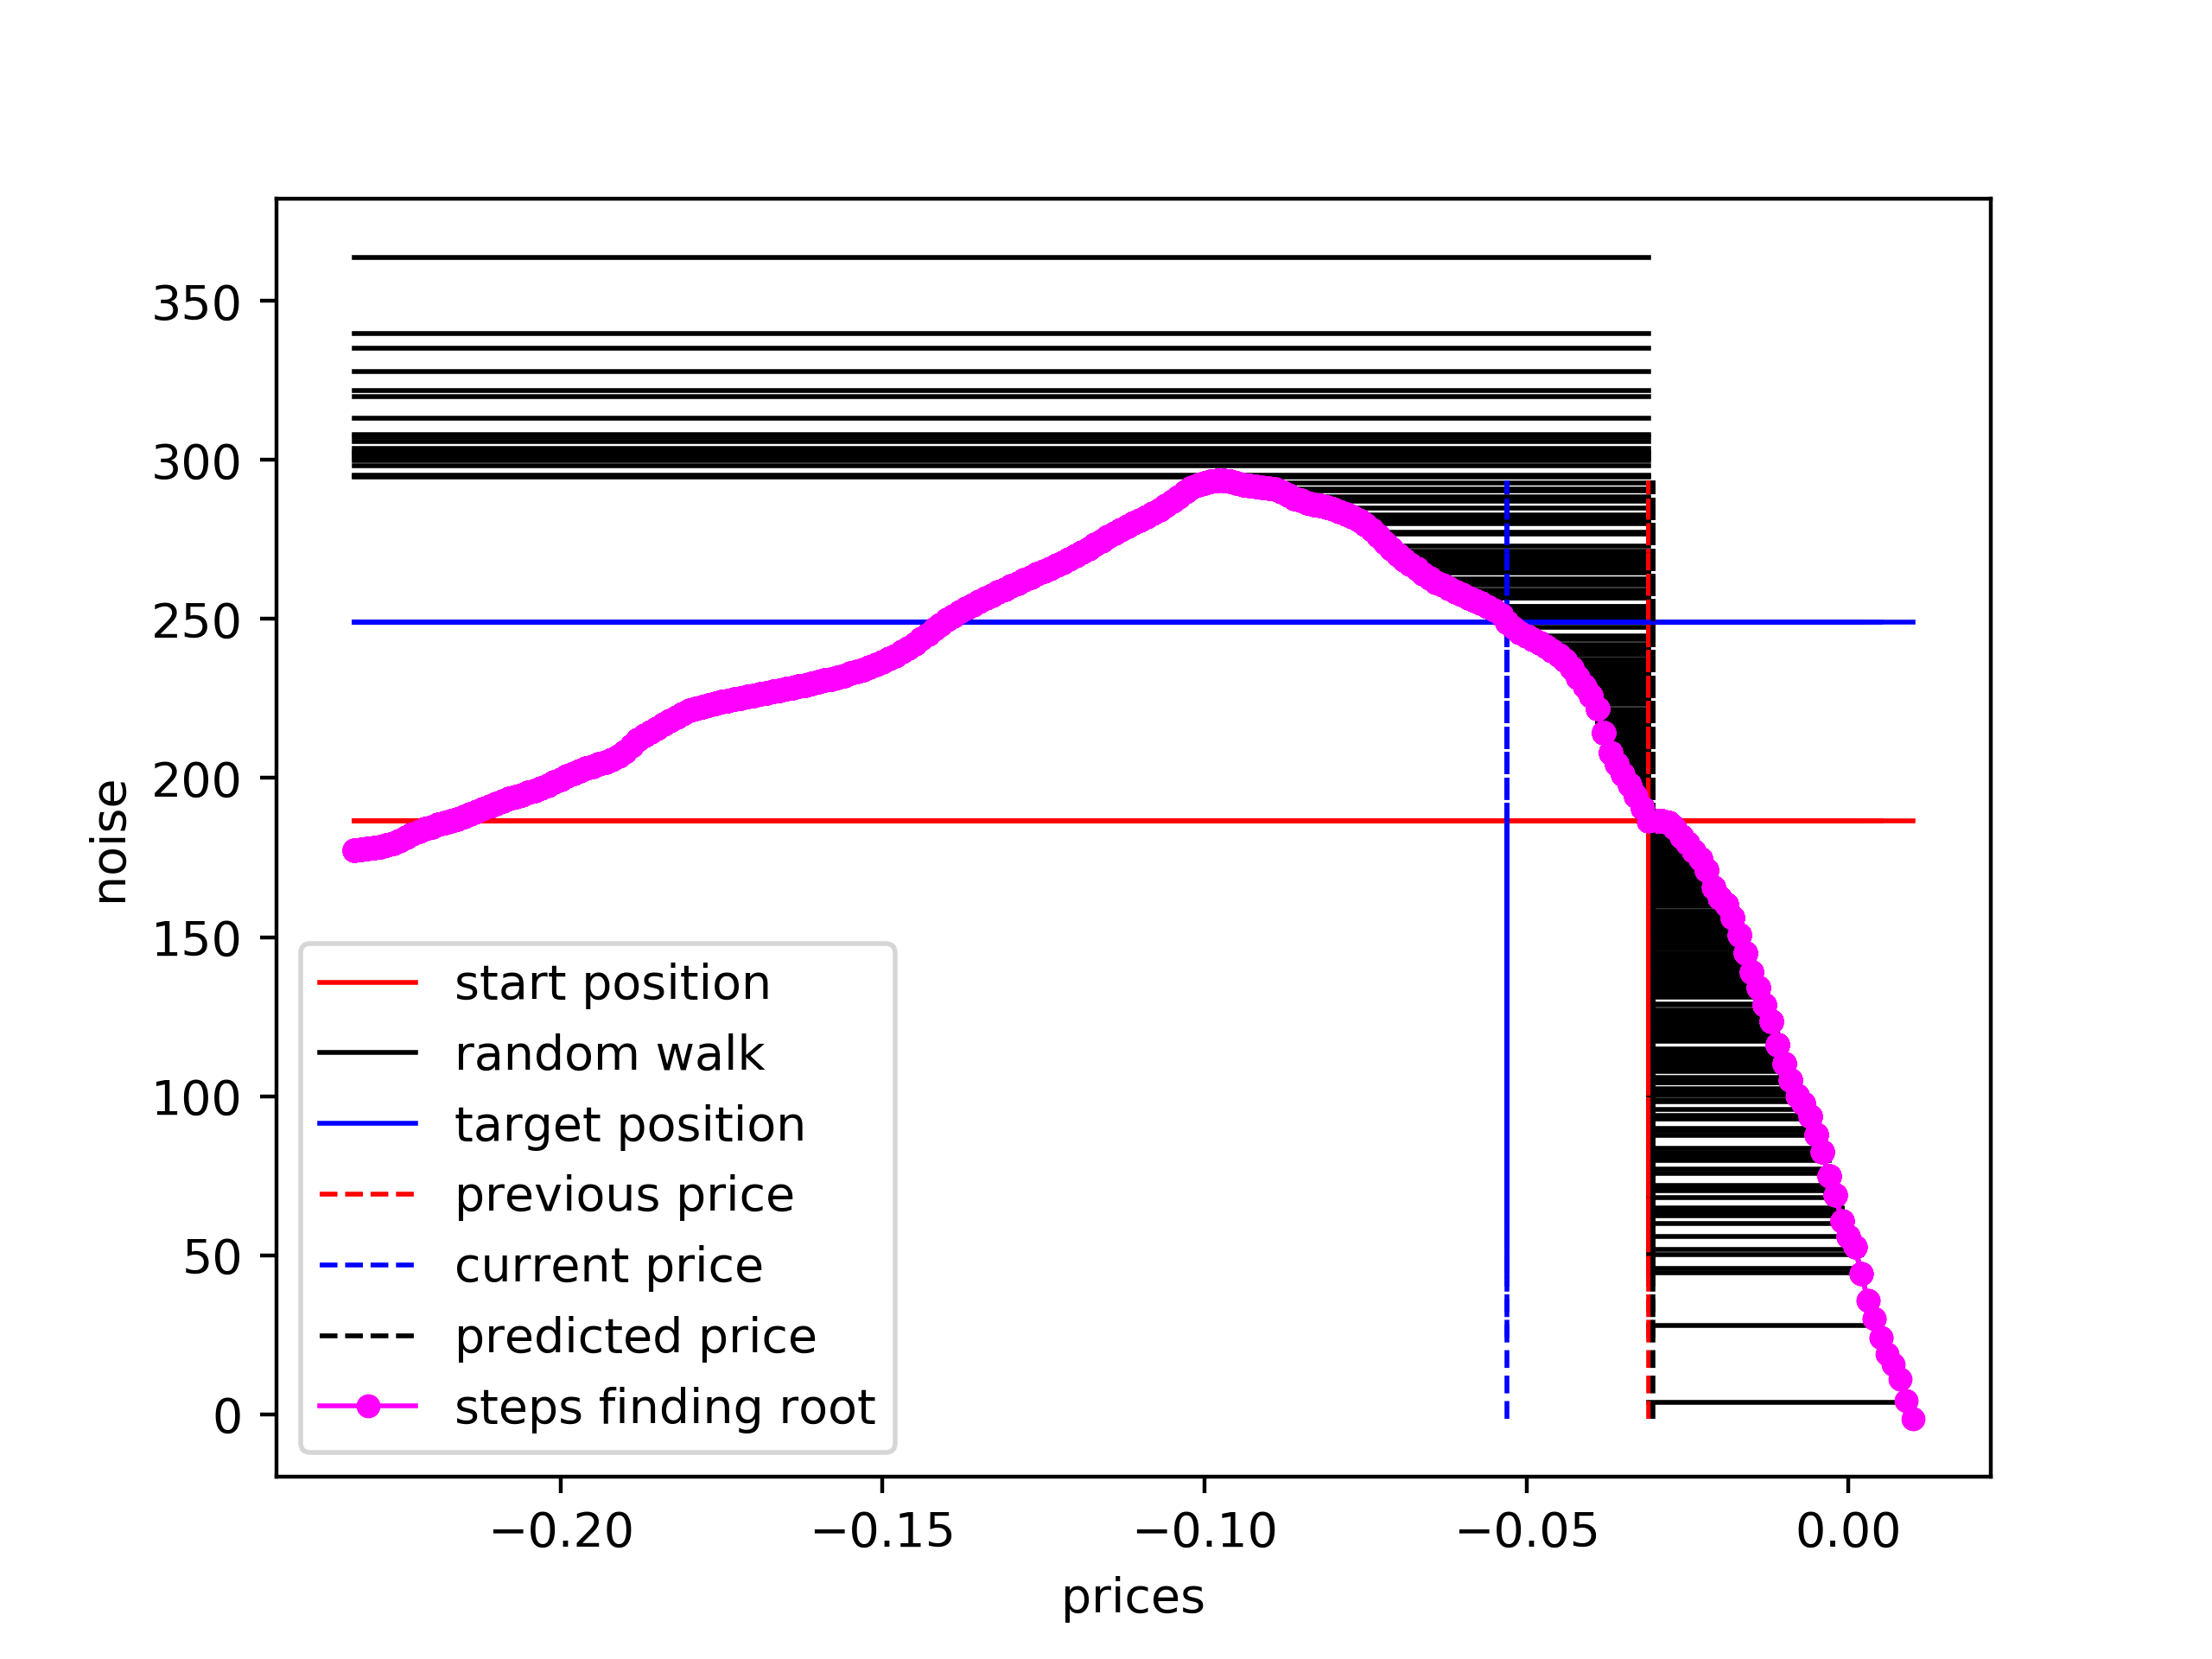 350
300
250
200
150
100
50
0
noise
start position
random walk
target position
previous price
current price
predicted price
steps finding root
−0.20 −0.15 −0.10 −0.05 0.00
prices